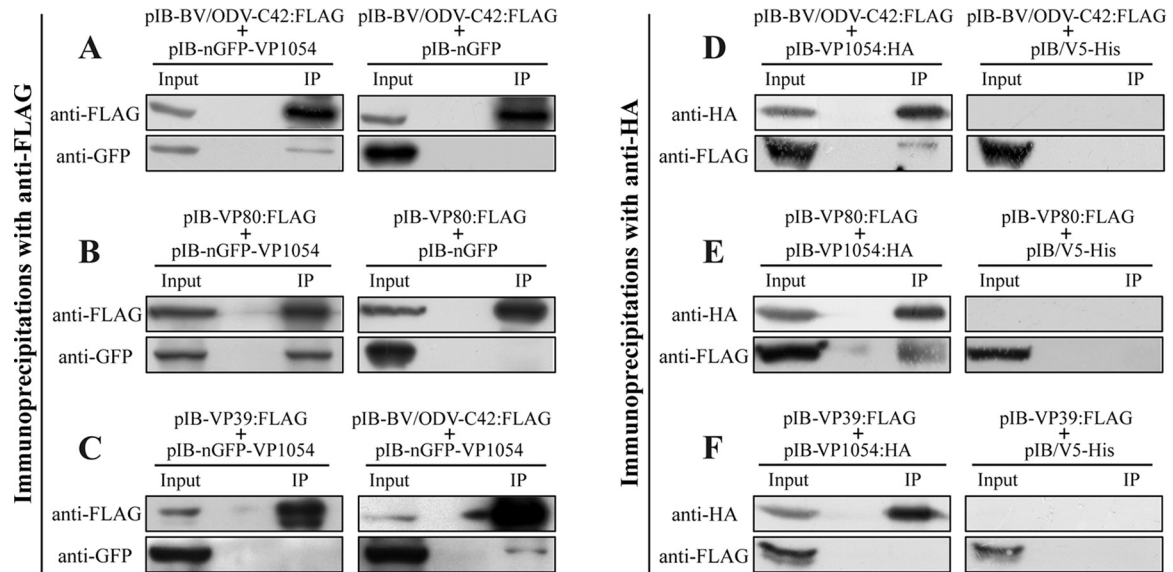 Immunoprecipitations with anti-FLAG
A
pIB-BV/ODV-C42:FLAG
+
pIB-nGFP-VP1054
Input IP
pIB-BV/ODV-C42:FLAG
+
pIB-nGFP
Input IP
anti-FLAG
anti-GFP
B
pIB-VP80:FLAG
+
pIB-nGFP-VP1054
Input IP
pIB-VP80:FLAG
+
pIB-nGFP
Input IP
anti-FLAG
anti-GFP
C
pIB-VP39:FLAG
+
pIB-nGFP-VP1054
Input IP
pIB-BV/ODV-C42:FLAG
+
pIB-nGFP-VP1054
Input IP
anti-FLAG
anti-GFP
Immunoprecipitations with anti-HA
D
pIB-BV/ODV-C42:FLAG
+
pIB-VP1054:HA
Input IP
pIB-BV/ODV-C42:FLAG
+
pIB/V5-His
Input IP
anti-HA
anti-FLAG
E
pIB-VP80:FLAG
+
pIB-VP1054:HA
Input IP
pIB-VP80:FLAG
+
pIB/V5-His
Input IP
anti-HA
anti-FLAG
F
pIB-VP39:FLAG
+
pIB-VP1054:HA
Input IP
pIB-VP39:FLAG
+
pIB/V5-His
Input IP
anti-HA
anti-FLAG